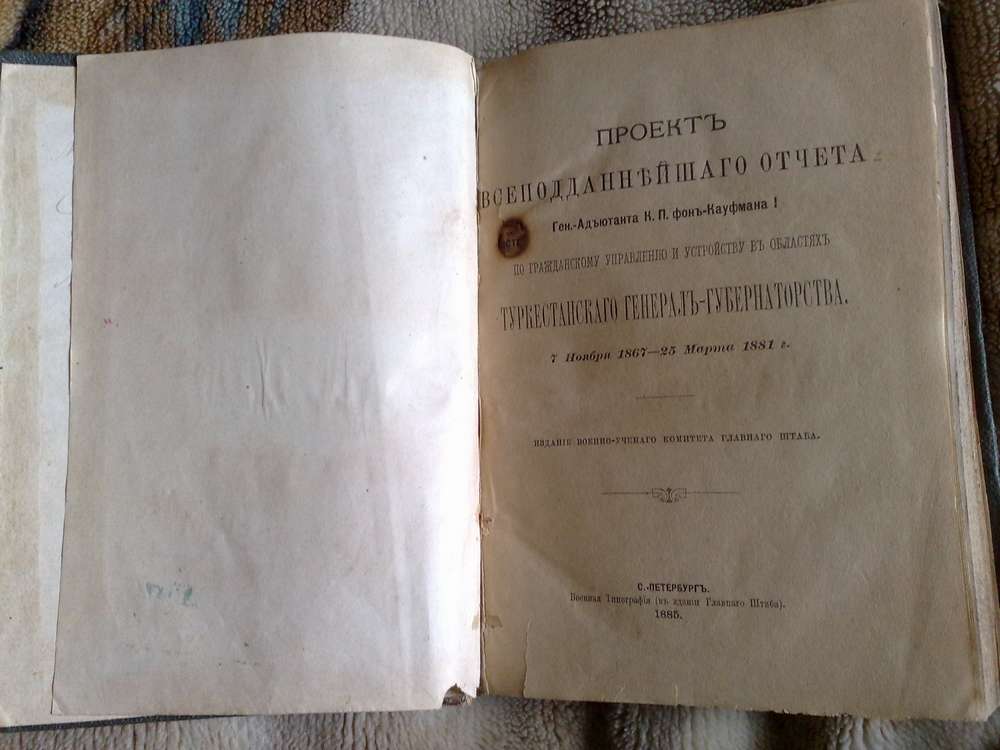 ПРОЕКТЪ
ВСЕПОДДАННѢЙШАГО ОТЧЕТА
Ген.-Адъютанта К. П. фонъ-Кауфмана I
ПО ГРАЖДАНСКОМУ УПРАВЛЕНІЮ И УСТРОЙСТВУ ВЪ ОБЛАСТЯХЪ
ТУРКЕСТАНСКАГО ГЕНЕРАЛЪ-ГУБЕРНАТОРСТВА.
7 Ноября 1867—25 Марта 1881 г.
ИЗДАНІЕ ВОЕННО-УЧЕНАГО КОМИТЕТА ГЛАВНАГО ШТАБА.
С.-ПЕТЕРБУРГЪ.
Военная Типографія (въ зданіи Главнаго Штаба).
1885.